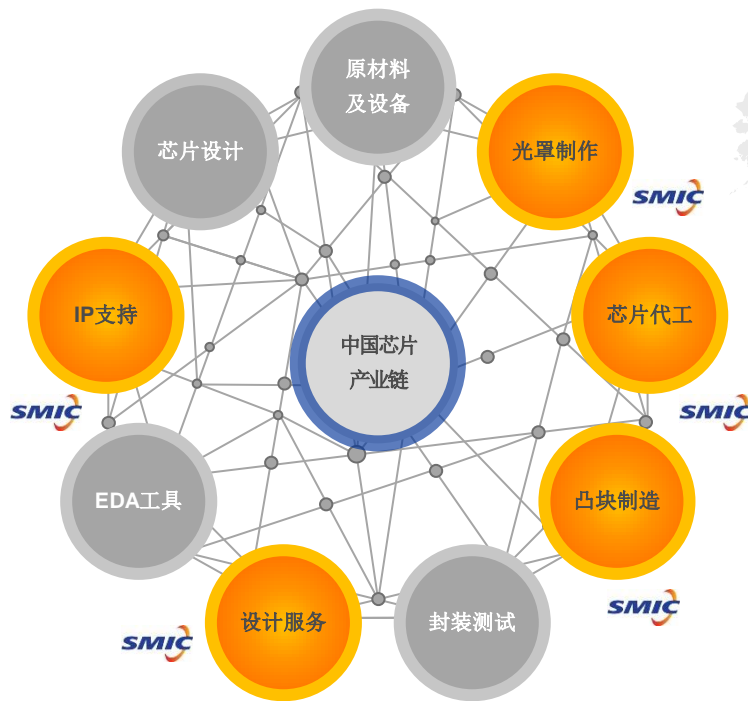 原材料
及设备
芯片设计
光罩制作
SMIC
IP支持
芯片代工
中国芯片
产业链
SMIC
SMIC
EDA工具
凸块制造
SMIC
设计服务
封装测试
SMIC